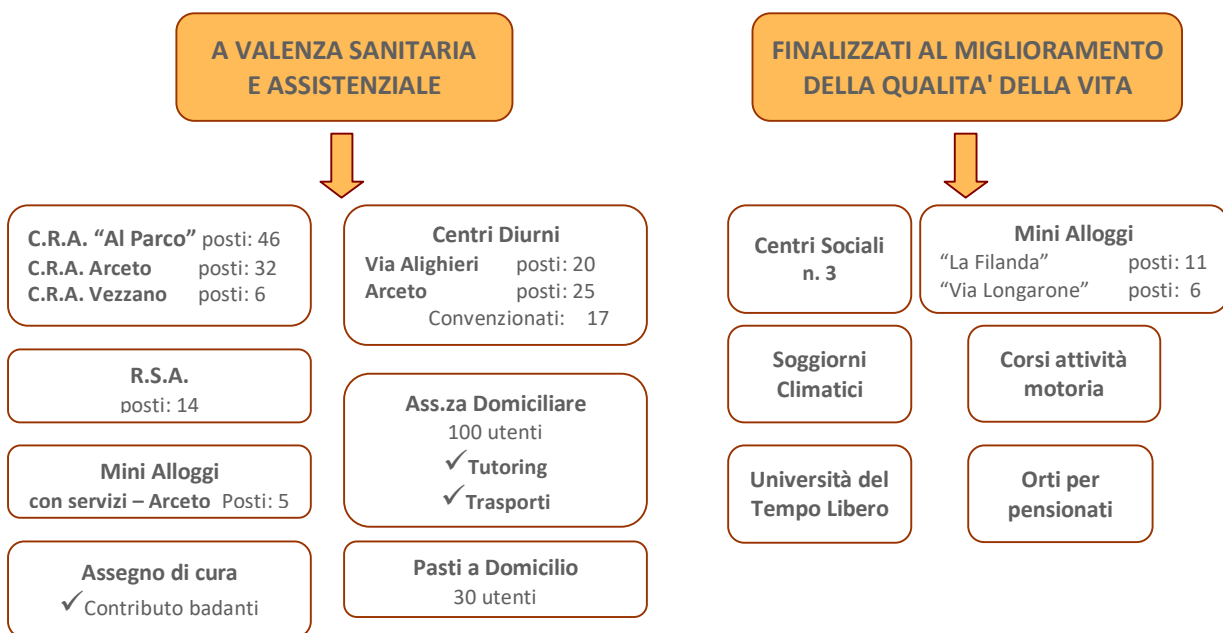 A VALENZA SANITARIA
E ASSISTENZIALE
C.R.A. “Al Parco” posti: 46
C.R.A. Arceto posti: 32
C.R.A. Vezzano posti: 6
Centri Diurni
Via Alighieri posti: 20
Arceto posti: 25
Convenzionati: 17
R.S.A.
posti: 14
Ass.za Domiciliare
100 utenti
✓Tutoring
✓Trasporti
Mini Alloggi
con servizi – Arceto Posti: 5
Assegno di cura
✓Contributo badanti
Pasti a Domicilio
30 utenti
FINALIZZATI AL MIGLIORAMENTO
DELLA QUALITA' DELLA VITA
Centri Sociali
n. 3
Mini Alloggi
“La Filanda” posti: 11
“Via Longarone” posti: 6
Soggiorni
Climatici
Corsi attività
motoria
Università del
Tempo Libero
Orti per
pensionati